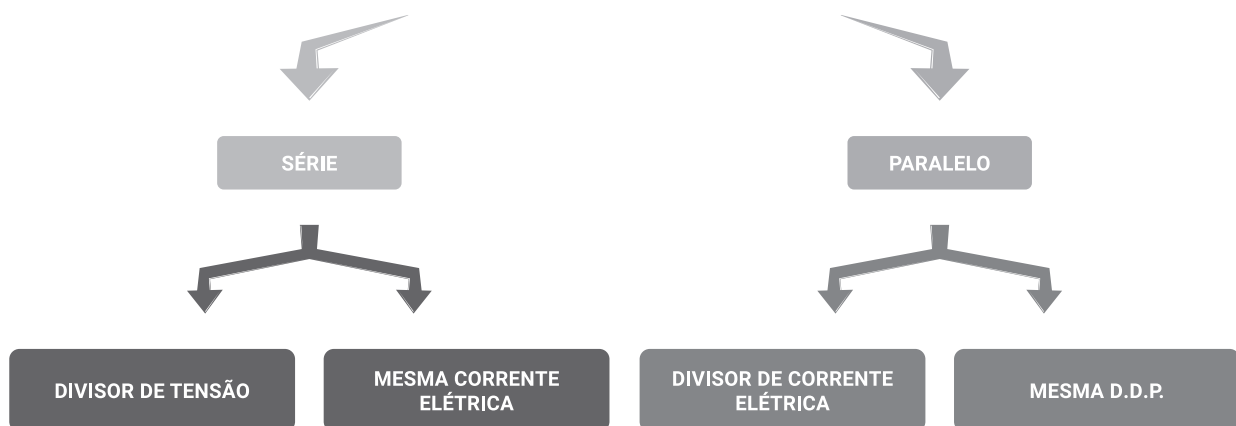 SÉRIE
PARALELO
DIVISOR DE TENSÃO
MESMA CORRENTE
ELÉTRICA
DIVISOR DE CORRENTE
ELÉTRICA
MESMA D.D.P.